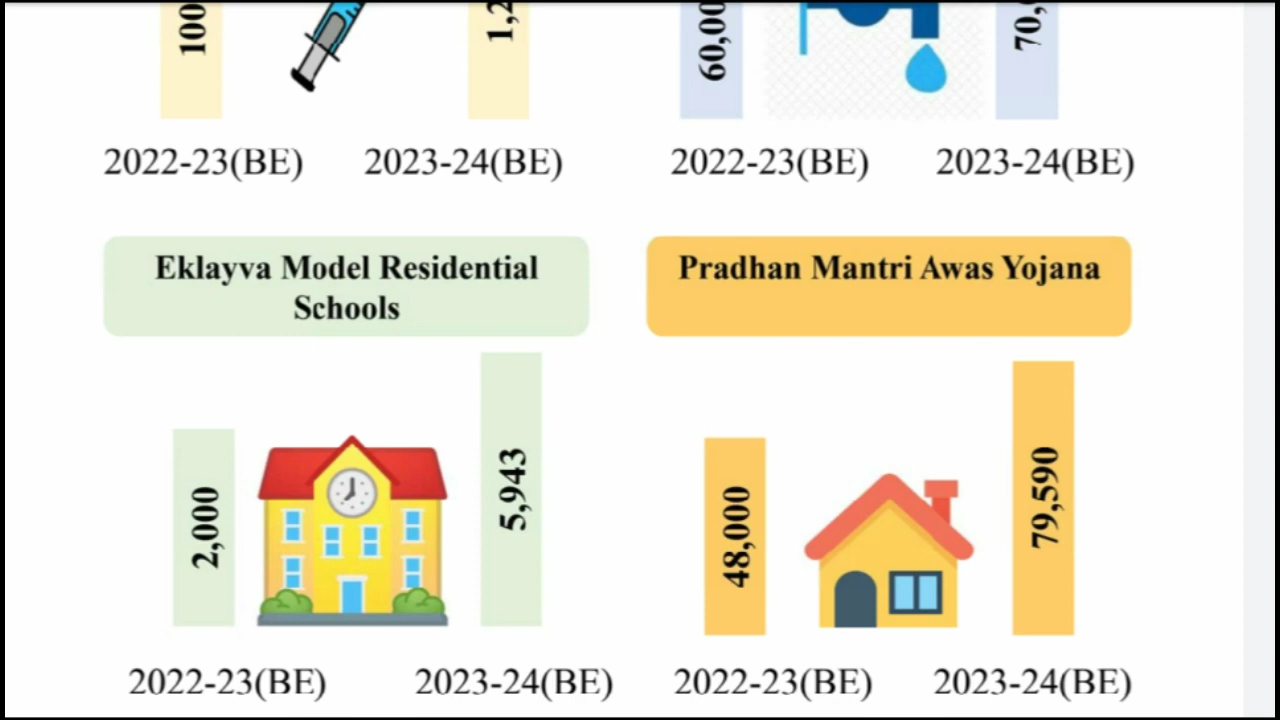 2022-23(BE) 2023-24(BE) 2022-23(BE) 2023-24(BE)
Eklayva Model Residential
Schools
Pradhan Mantri Awas Yojana
2,000
5,943
48,000
79,590
2022-23(BE) 2023-24(BE) 2022-23(BE) 2023-24(BE)